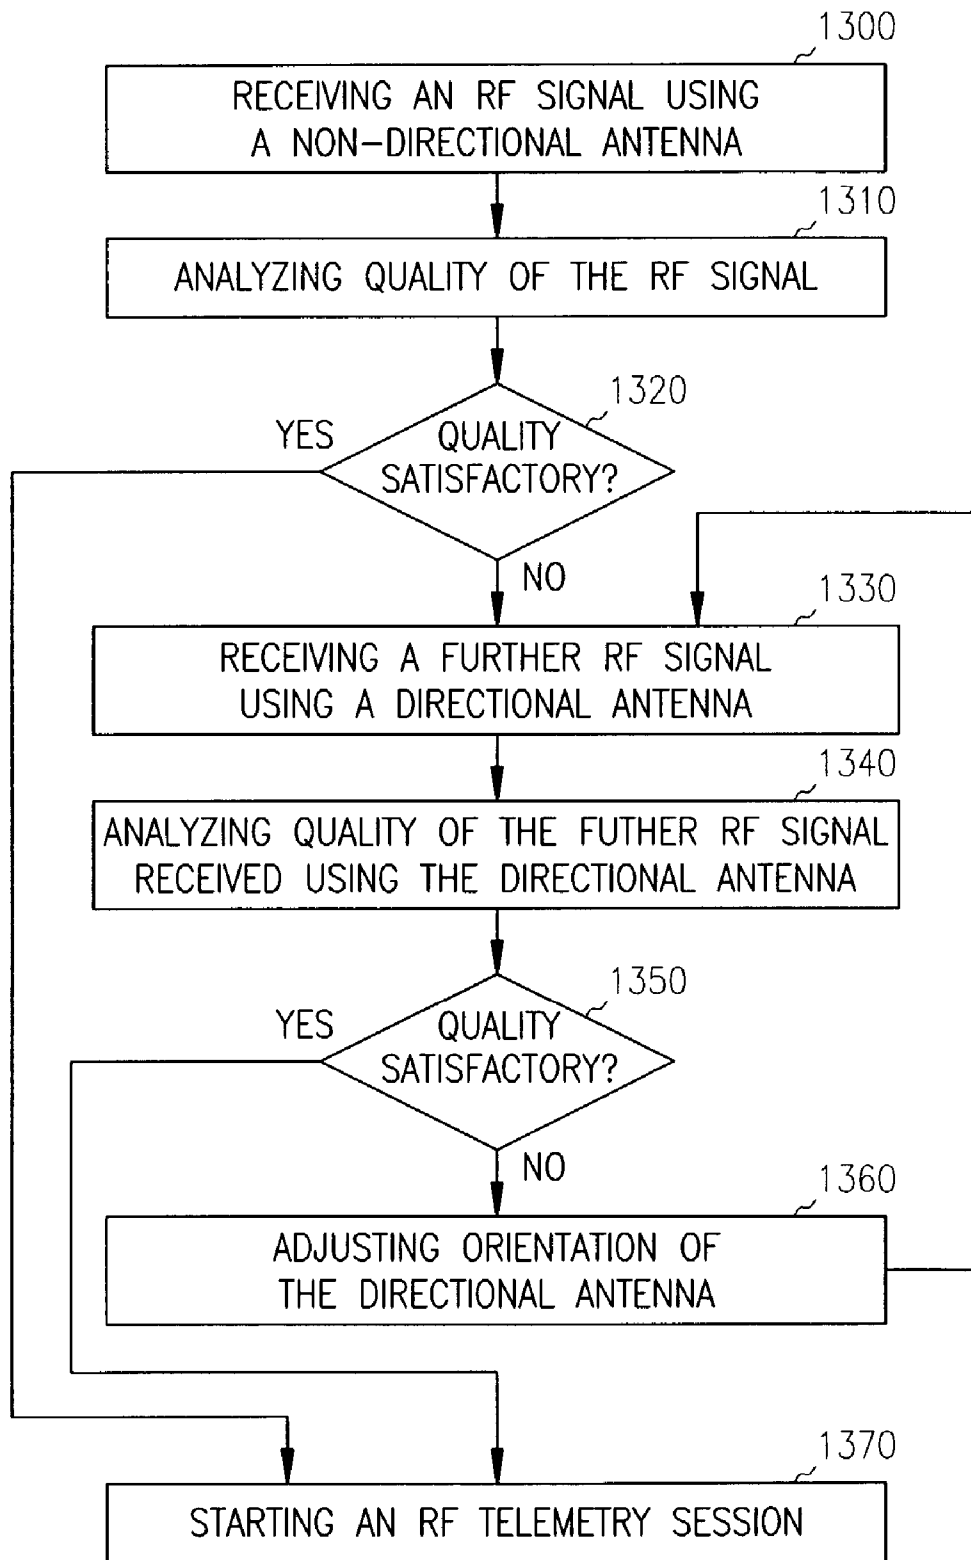 1300
RECEIVING AN RF SIGNAL USING
A NON-DIRECTIONAL ANTENNA
1310
ANALYZING QUALITY OF THE RF SIGNAL
1320
YES
QUALITY
SATISFACTORY?
NO
1330
RECEIVING A FURTHER RF SIGNAL
USING A DIRECTIONAL ANTENNA
1340
ANALYZING QUALITY OF THE FUTHER RF SIGNAL
RECEIVED USING THE DIRECTIONAL ANTENNA
1350
YES
QUALITY
SATISFACTORY?
NO
1360
ADJUSTING ORIENTATION OF
THE DIRECTIONAL ANTENNA
1370
STARTING AN RF TELEMETRY SESSION